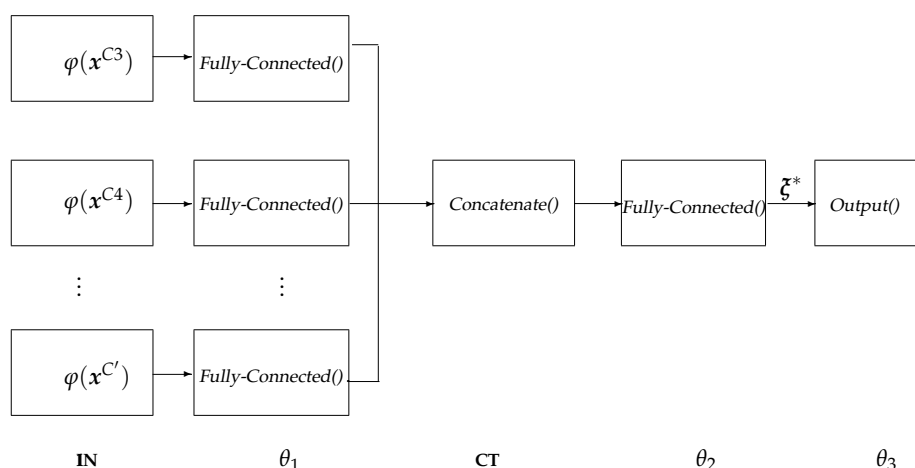 φ(x^{C3}) Fully-Connected()
φ(x^{C4}) Fully-Connected() Concatenate() Fully-Connected() ξ* Output()
⋮ ⋮
φ(x^{C′}) Fully-Connected()
IN θ₁ CT θ₂ θ₃